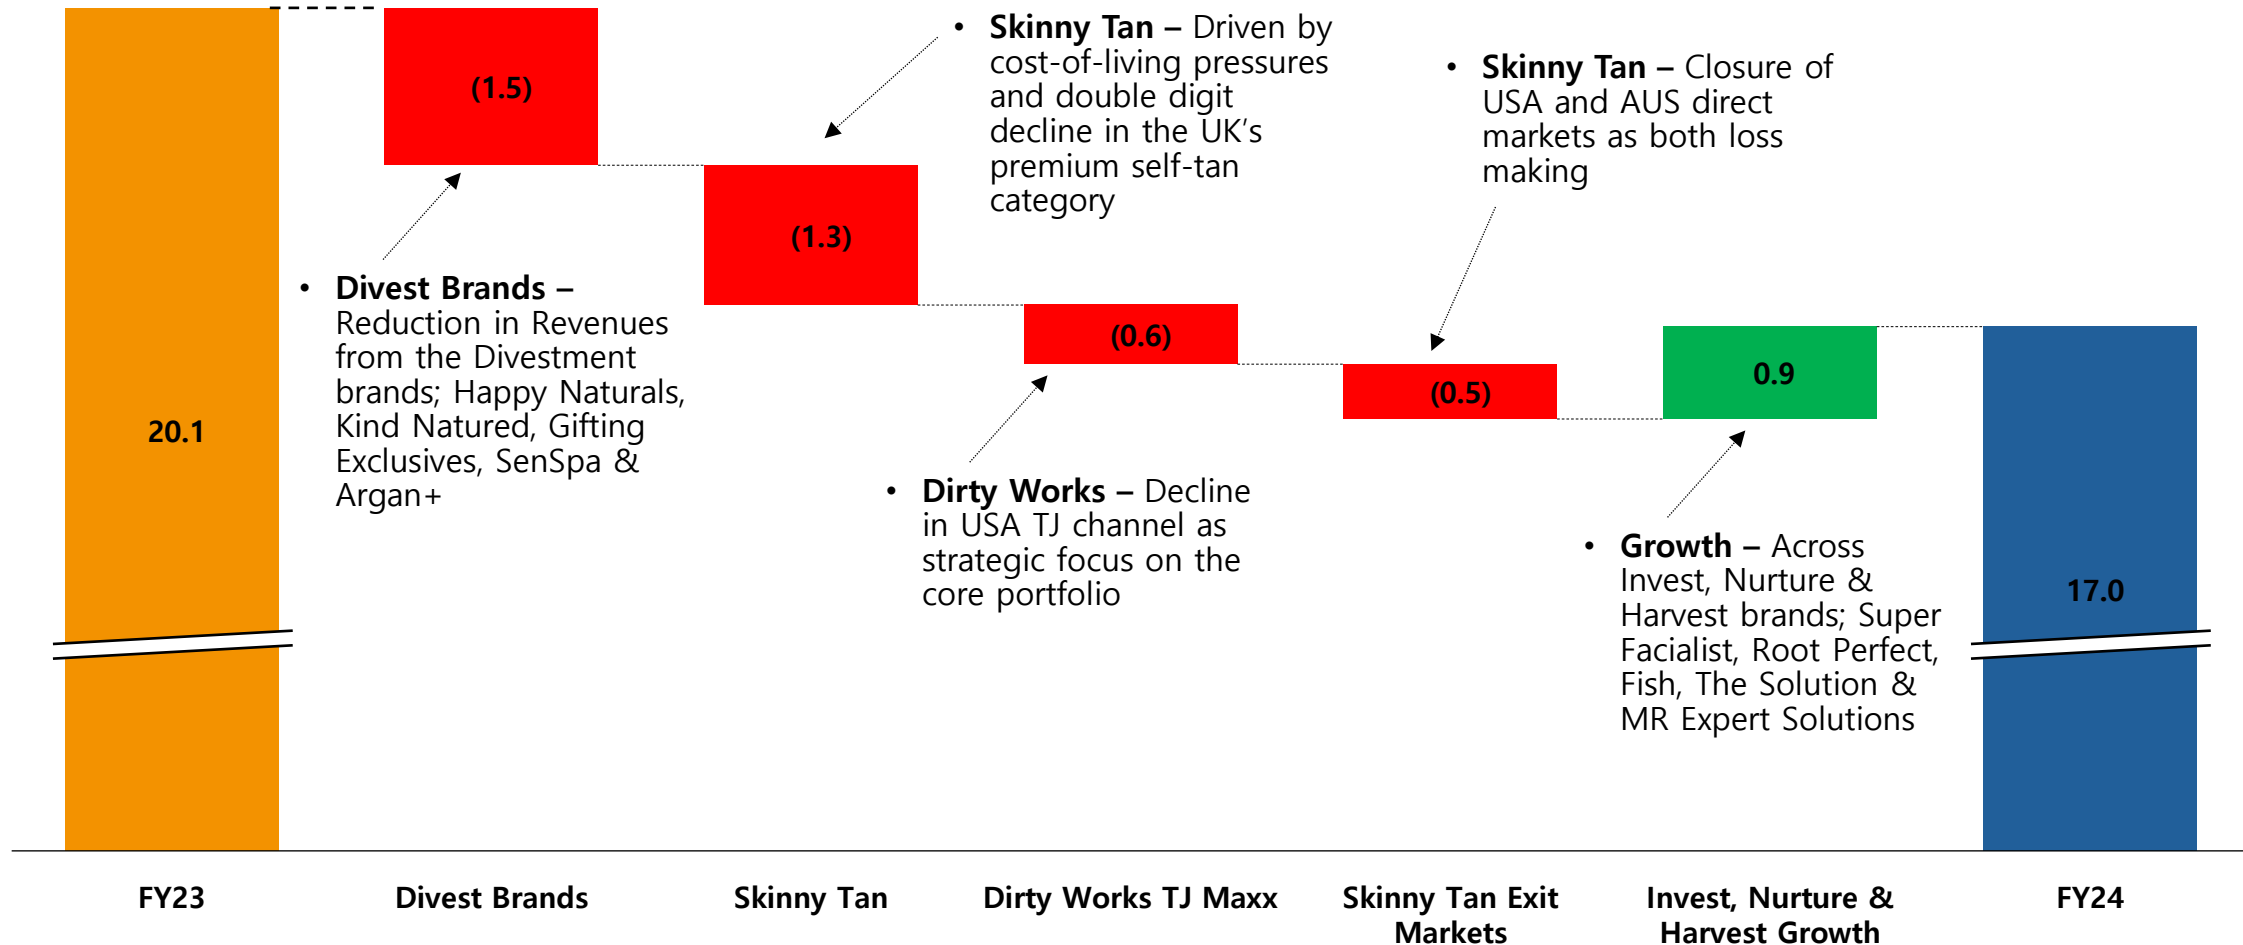 20.1
(1.5)
• Divest Brands –
Reduction in Revenues
from the Divestment
brands; Happy Naturals,
Kind Natured, Gifting
Exclusives, SenSpa &
Argan+
(1.3)
• Skinny Tan – Driven by
cost-of-living pressures
and double digit
decline in the UK’s
premium self-tan
category
(0.6)
• Dirty Works – Decline
in USA TJ channel as
strategic focus on the
core portfolio
(0.5)
• Skinny Tan – Closure of
USA and AUS direct
markets as both loss
making
0.9
• Growth – Across
Invest, Nurture &
Harvest brands; Super
Facialist, Root Perfect,
Fish, The Solution &
MR Expert Solutions
17.0
FY23
Divest Brands
Skinny Tan
Dirty Works TJ Maxx
Skinny Tan Exit
Markets
Invest, Nurture &
Harvest Growth
FY24